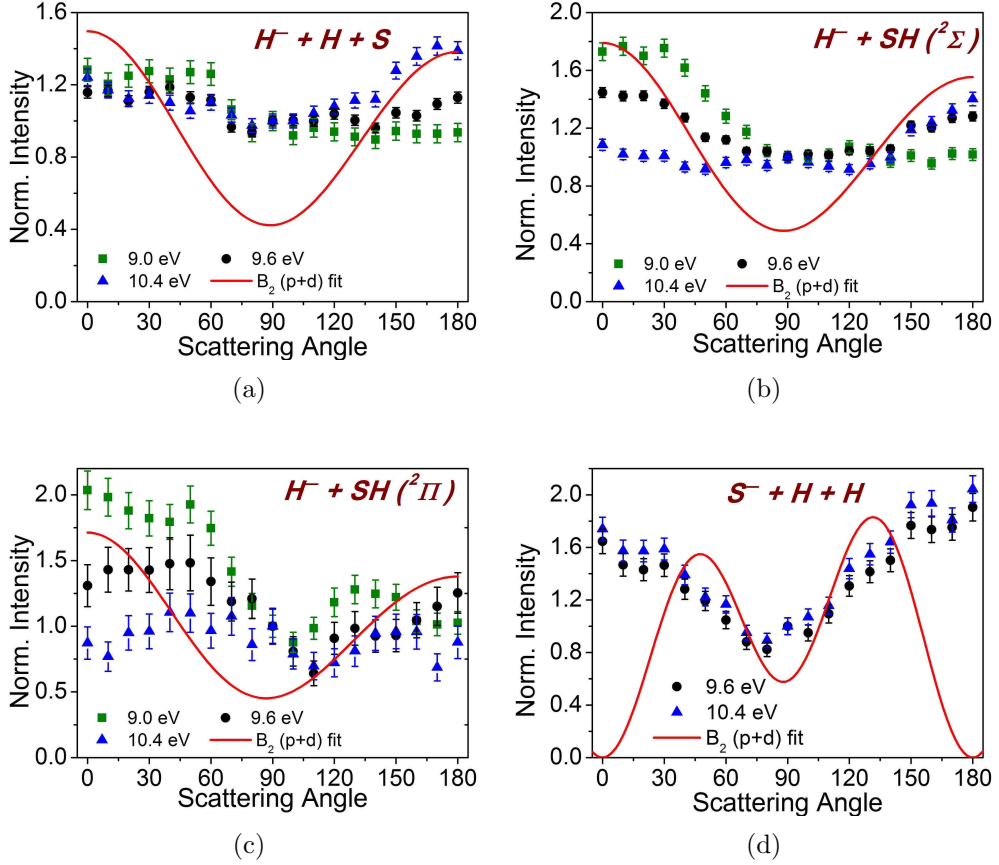 H⁻ + H + S
Norm. Intensity
1.6
1.2
0.8
0.4
0.0
9.0 eV
9.6 eV
10.4 eV
B₂ (p+d) fit
0 30 60 90 120 150 180
Scattering Angle
(a)
H⁻ + SH (²Σ)
Norm. Intensity
2.0
1.6
1.2
0.8
0.4
0.0
9.0 eV
9.6 eV
10.4 eV
B₂ (p+d) fit
0 30 60 90 120 150 180
Scattering Angle
(b)
H⁻ + SH (²Π)
Norm. Intensity
2.0
1.5
1.0
0.5
0.0
9.0 eV
9.6 eV
10.4 eV
B₂ (p+d) fit
0 30 60 90 120 150 180
Scattering Angle
(c)
S⁻ + H + H
Norm. Intensity
2.0
1.6
1.2
0.8
0.4
0.0
9.6 eV
10.4 eV
B₂ (p+d) fit
0 30 60 90 120 150 180
Scattering Angle
(d)